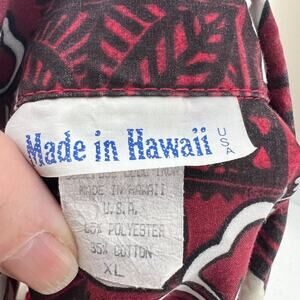 Made in Hawaii USA
MADE IN HAWAII
U.S.A.
65% POLYESTER
35% COTTON
XL